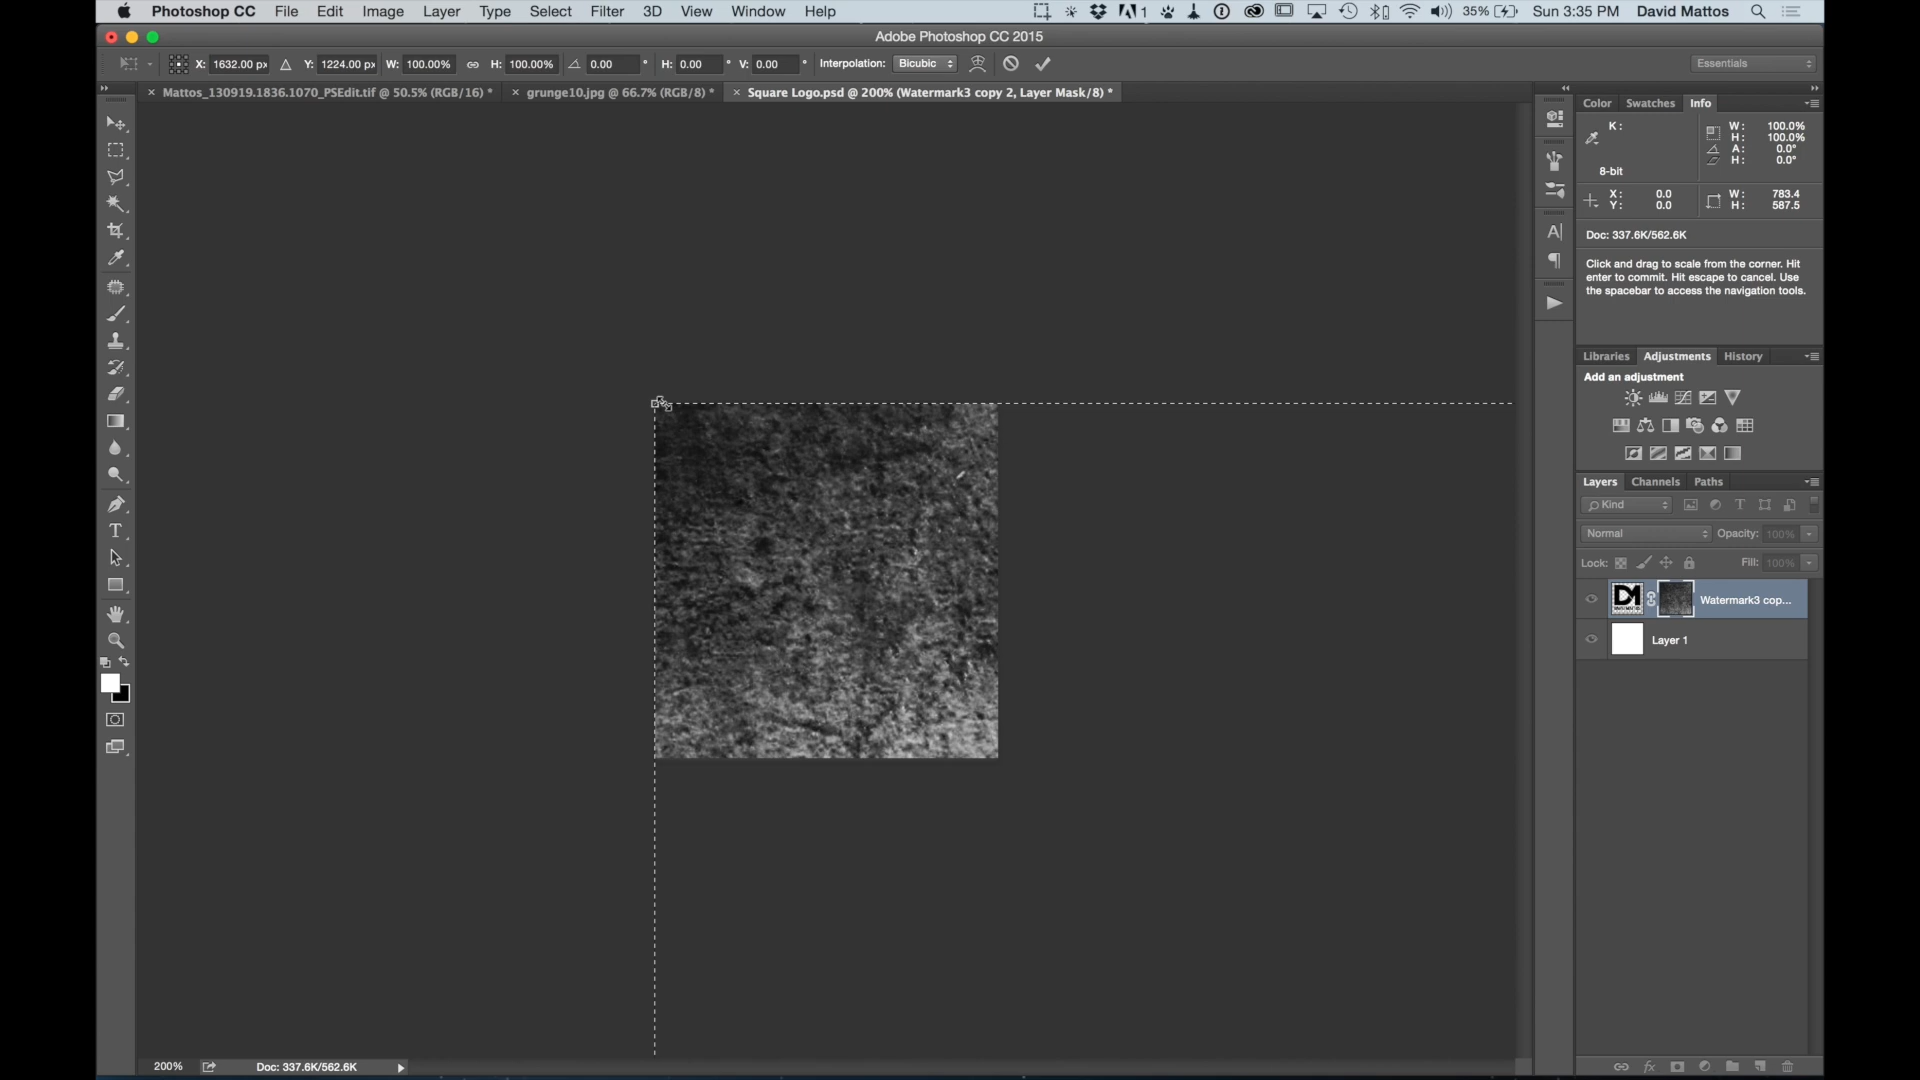 Photoshop CC File Edit Image Layer Type Select Filter 3D View Window Help 1 35% Sun 3:35 PM David Mattos
Adobe Photoshop CC 2015
X: 1632.00 px Y: 1224.00 px W: 100.00% H: 100.00% 0.00 ° H: 0.00 ° V: 0.00 ° Interpolation: Bicubic Essentials
Mattos_130919.1836.1070_PSEdit.tif @ 50.5% (RGB/16) * grunge10.jpg @ 66.7% (RGB/8) * Square Logo.psd @ 200% (Watermark3 copy 2, Layer Mask/8) *
Color Swatches Info
K: W: 100.0%
H: 100.0%
A: 0.0°
8-bit H: 0.0°
X: 0.0 W: 783.4
Y: 0.0 H: 587.5
Doc: 337.6K/562.6K
Click and drag to scale from the corner. Hit
enter to commit. Hit escape to cancel. Use
the spacebar to access the navigation tools.
Libraries Adjustments History
Add an adjustment
Layers Channels Paths
Kind
Normal Opacity: 100%
Lock: Fill: 100%
DM Watermark3 cop...
Layer 1
200% Doc: 337.6K/562.6K